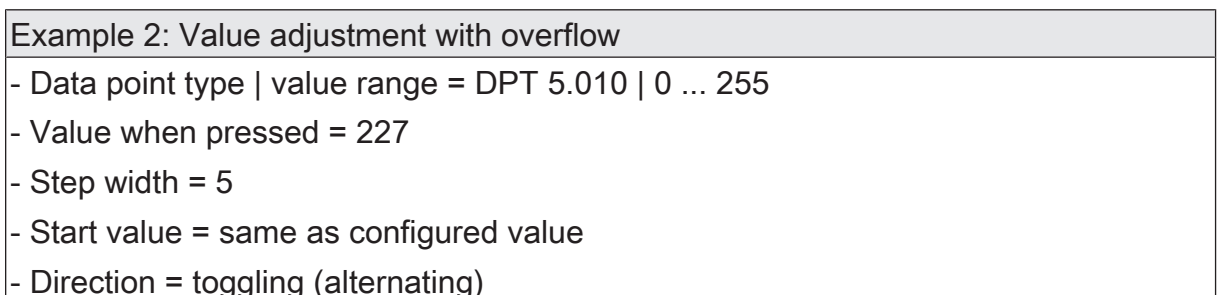 Example 2: Value adjustment with overflow
- Data point type | value range = DPT 5.010 | 0 ... 255
- Value when pressed = 227
- Step width = 5
- Start value = same as configured value
- Direction = toggling (alternating)